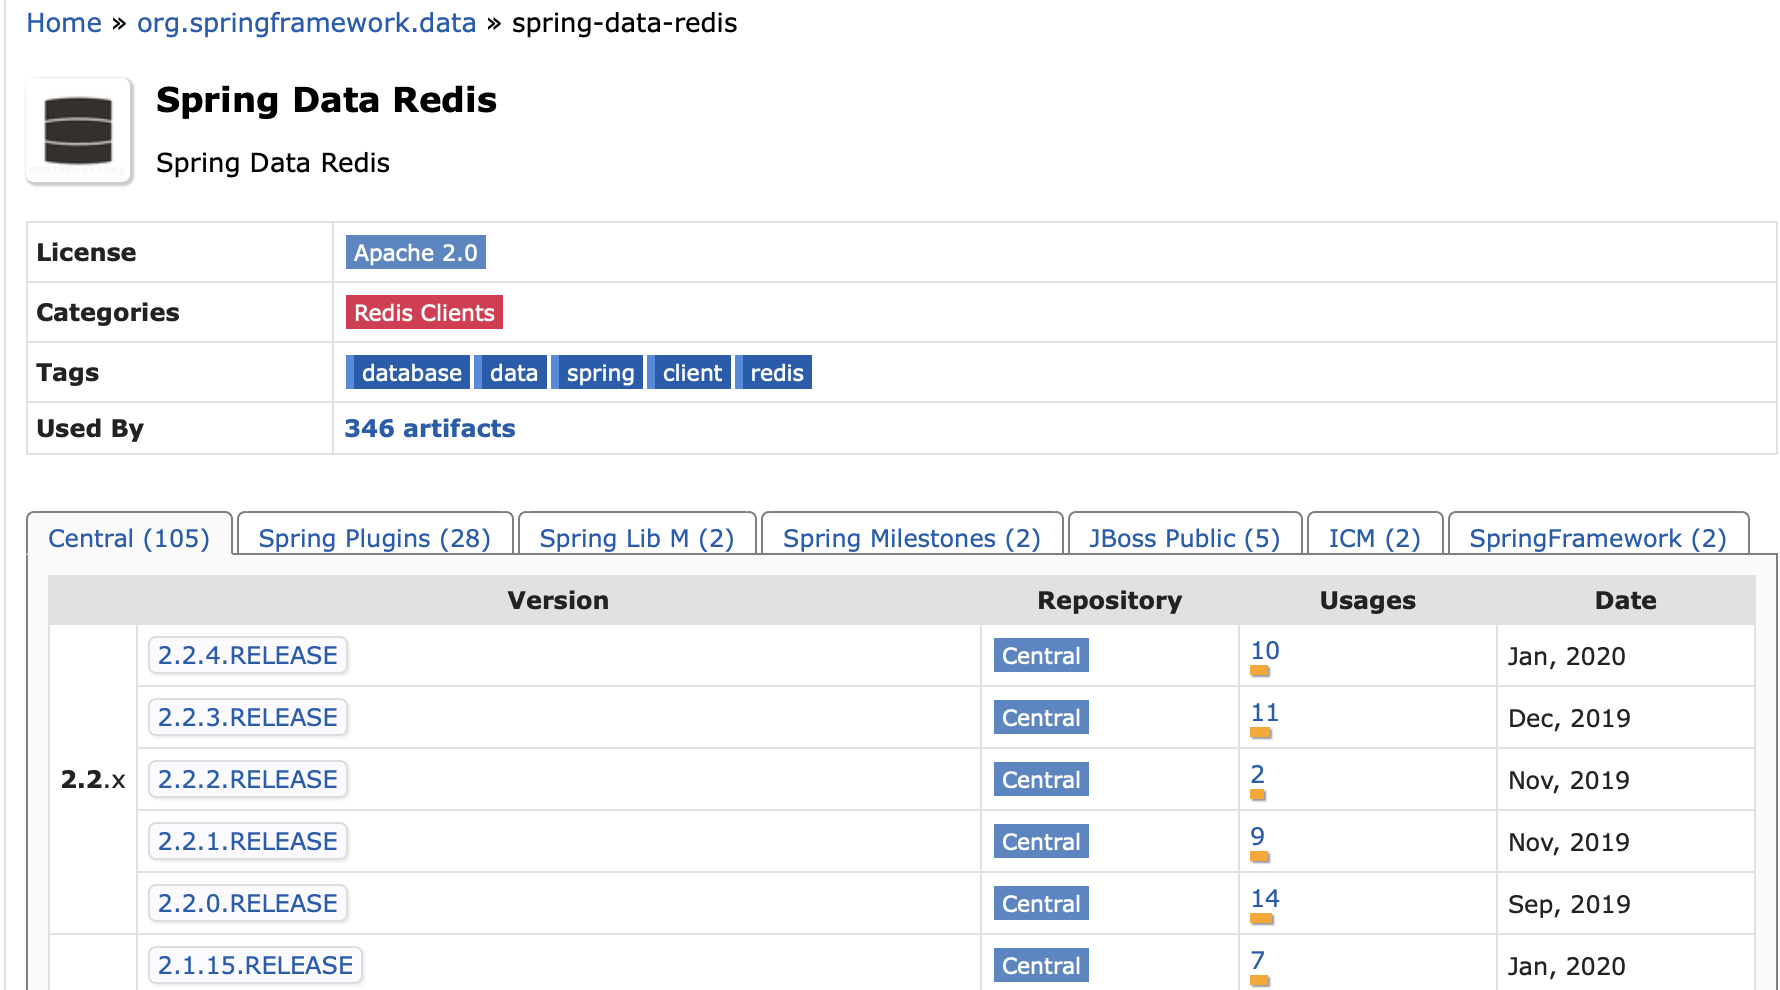 Home » org.springframework.data » spring-data-redis
Spring Data Redis
Spring Data Redis
License Apache 2.0
Categories Redis Clients
Tags database data spring client redis
Used By 346 artifacts
Central (105) Spring Plugins (28) Spring Lib M (2) Spring Milestones (2) JBoss Public (5) ICM (2) SpringFramework (2)
Version Repository Usages Date
2.2.4.RELEASE Central 10 Jan, 2020
2.2.3.RELEASE Central 11 Dec, 2019
2.2.x 2.2.2.RELEASE Central 2 Nov, 2019
2.2.1.RELEASE Central 9 Nov, 2019
2.2.0.RELEASE Central 14 Sep, 2019
2.1.15.RELEASE Central 7 Jan, 2020